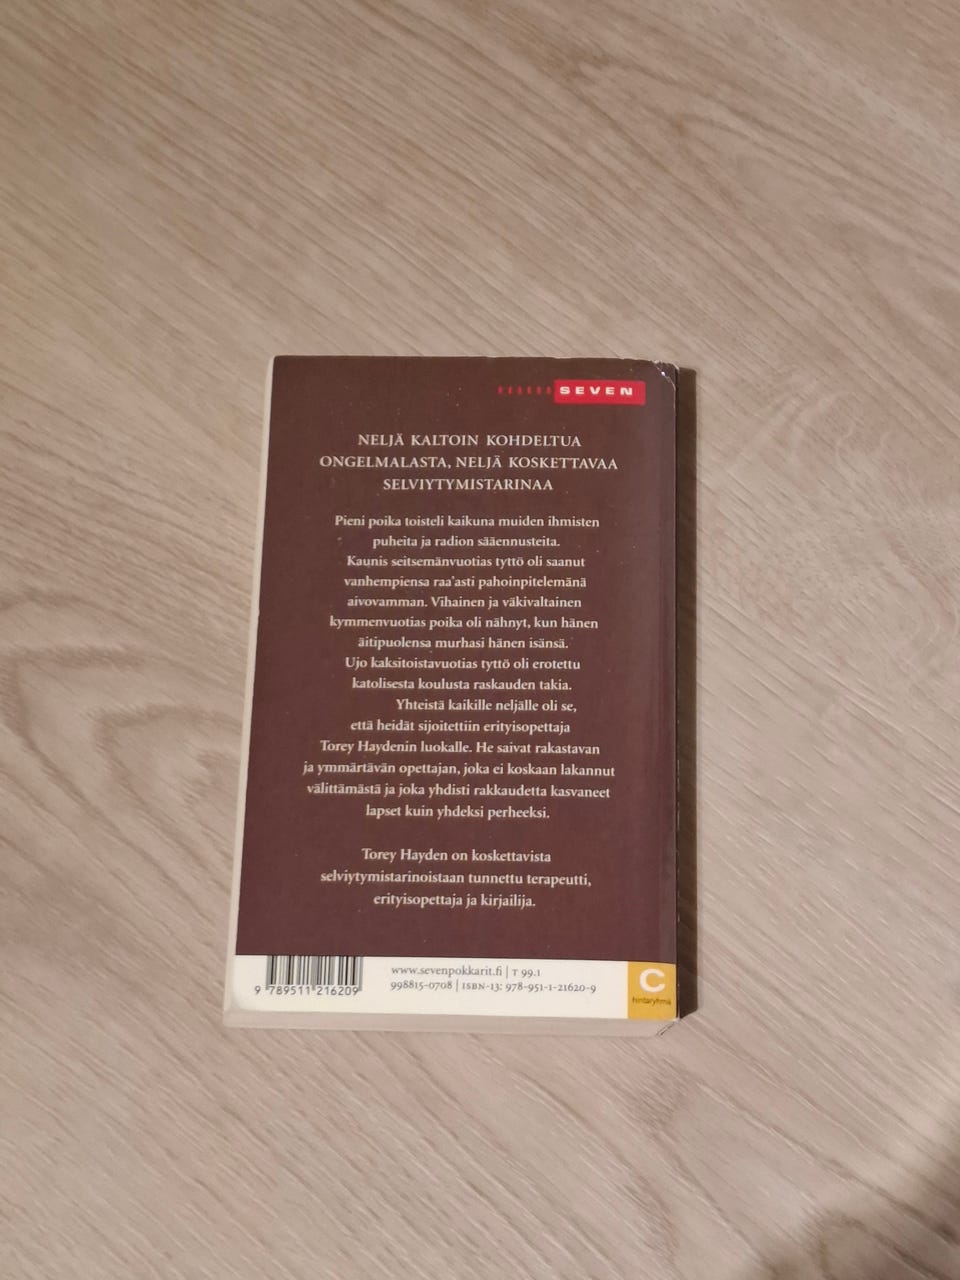 SEVEN
NELJÄ KALTOIN KOHDELTUA
ONGELMALASTA, NELJÄ KOSKETTAVAA
SELVIYTYMISTARINAA
Pieni poika toisteli kaikuna muiden ihmisten
puheita ja radion sääennusteita.
Kaunis seitsemänvuotias tyttö oli saanut
vanhempiensa raa'asti pahoinpitelemänä
aivovamman. Vihainen ja väkivaltainen
kymmenvuotias poika oli nähnyt, kun hänen
äitipuolensa murhasi hänen isänsä.
Ujo kaksitoistavuotias tyttö oli erotettu
katolisesta koulusta raskauden takia.
Yhteistä kaikille neljälle oli se,
että heidät sijoitettiin erityisopettaja
Torey Haydenin luokalle. He saivat rakastavan
ja ymmärtävän opettajan, joka ei koskaan lakannut
välittämästä ja joka yhdisti rakkaudetta kasvaneet
lapset kuin yhdeksi perheeksi.
Torey Hayden on koskettavista
selviytymistarinoistaan tunnettu terapeutti,
erityisopettaja ja kirjailija.
9 789511 216209
www.sevenpokkarit.fi | T 99.1
998815-0708 | ISBN-13: 978-951-1-21620-9
C
hintaryhmä